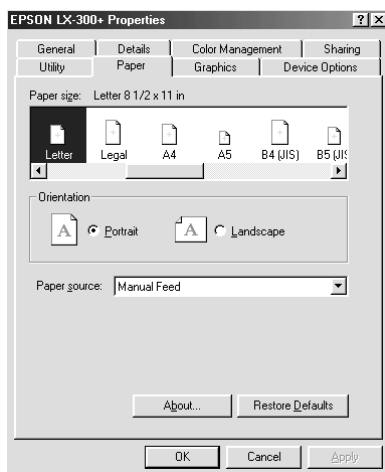 EPSON LX-300+ Properties
General Details Color Management Sharing
Utility Paper Graphics Device Options
Paper size: Letter 8 1/2 x 11 in
Letter Legal A4 A5 B4 (JIS) B5 (JIS
Orientation
A Portrait A Landscape
Paper source: Manual Feed
About... Restore Defaults
OK Cancel Apply